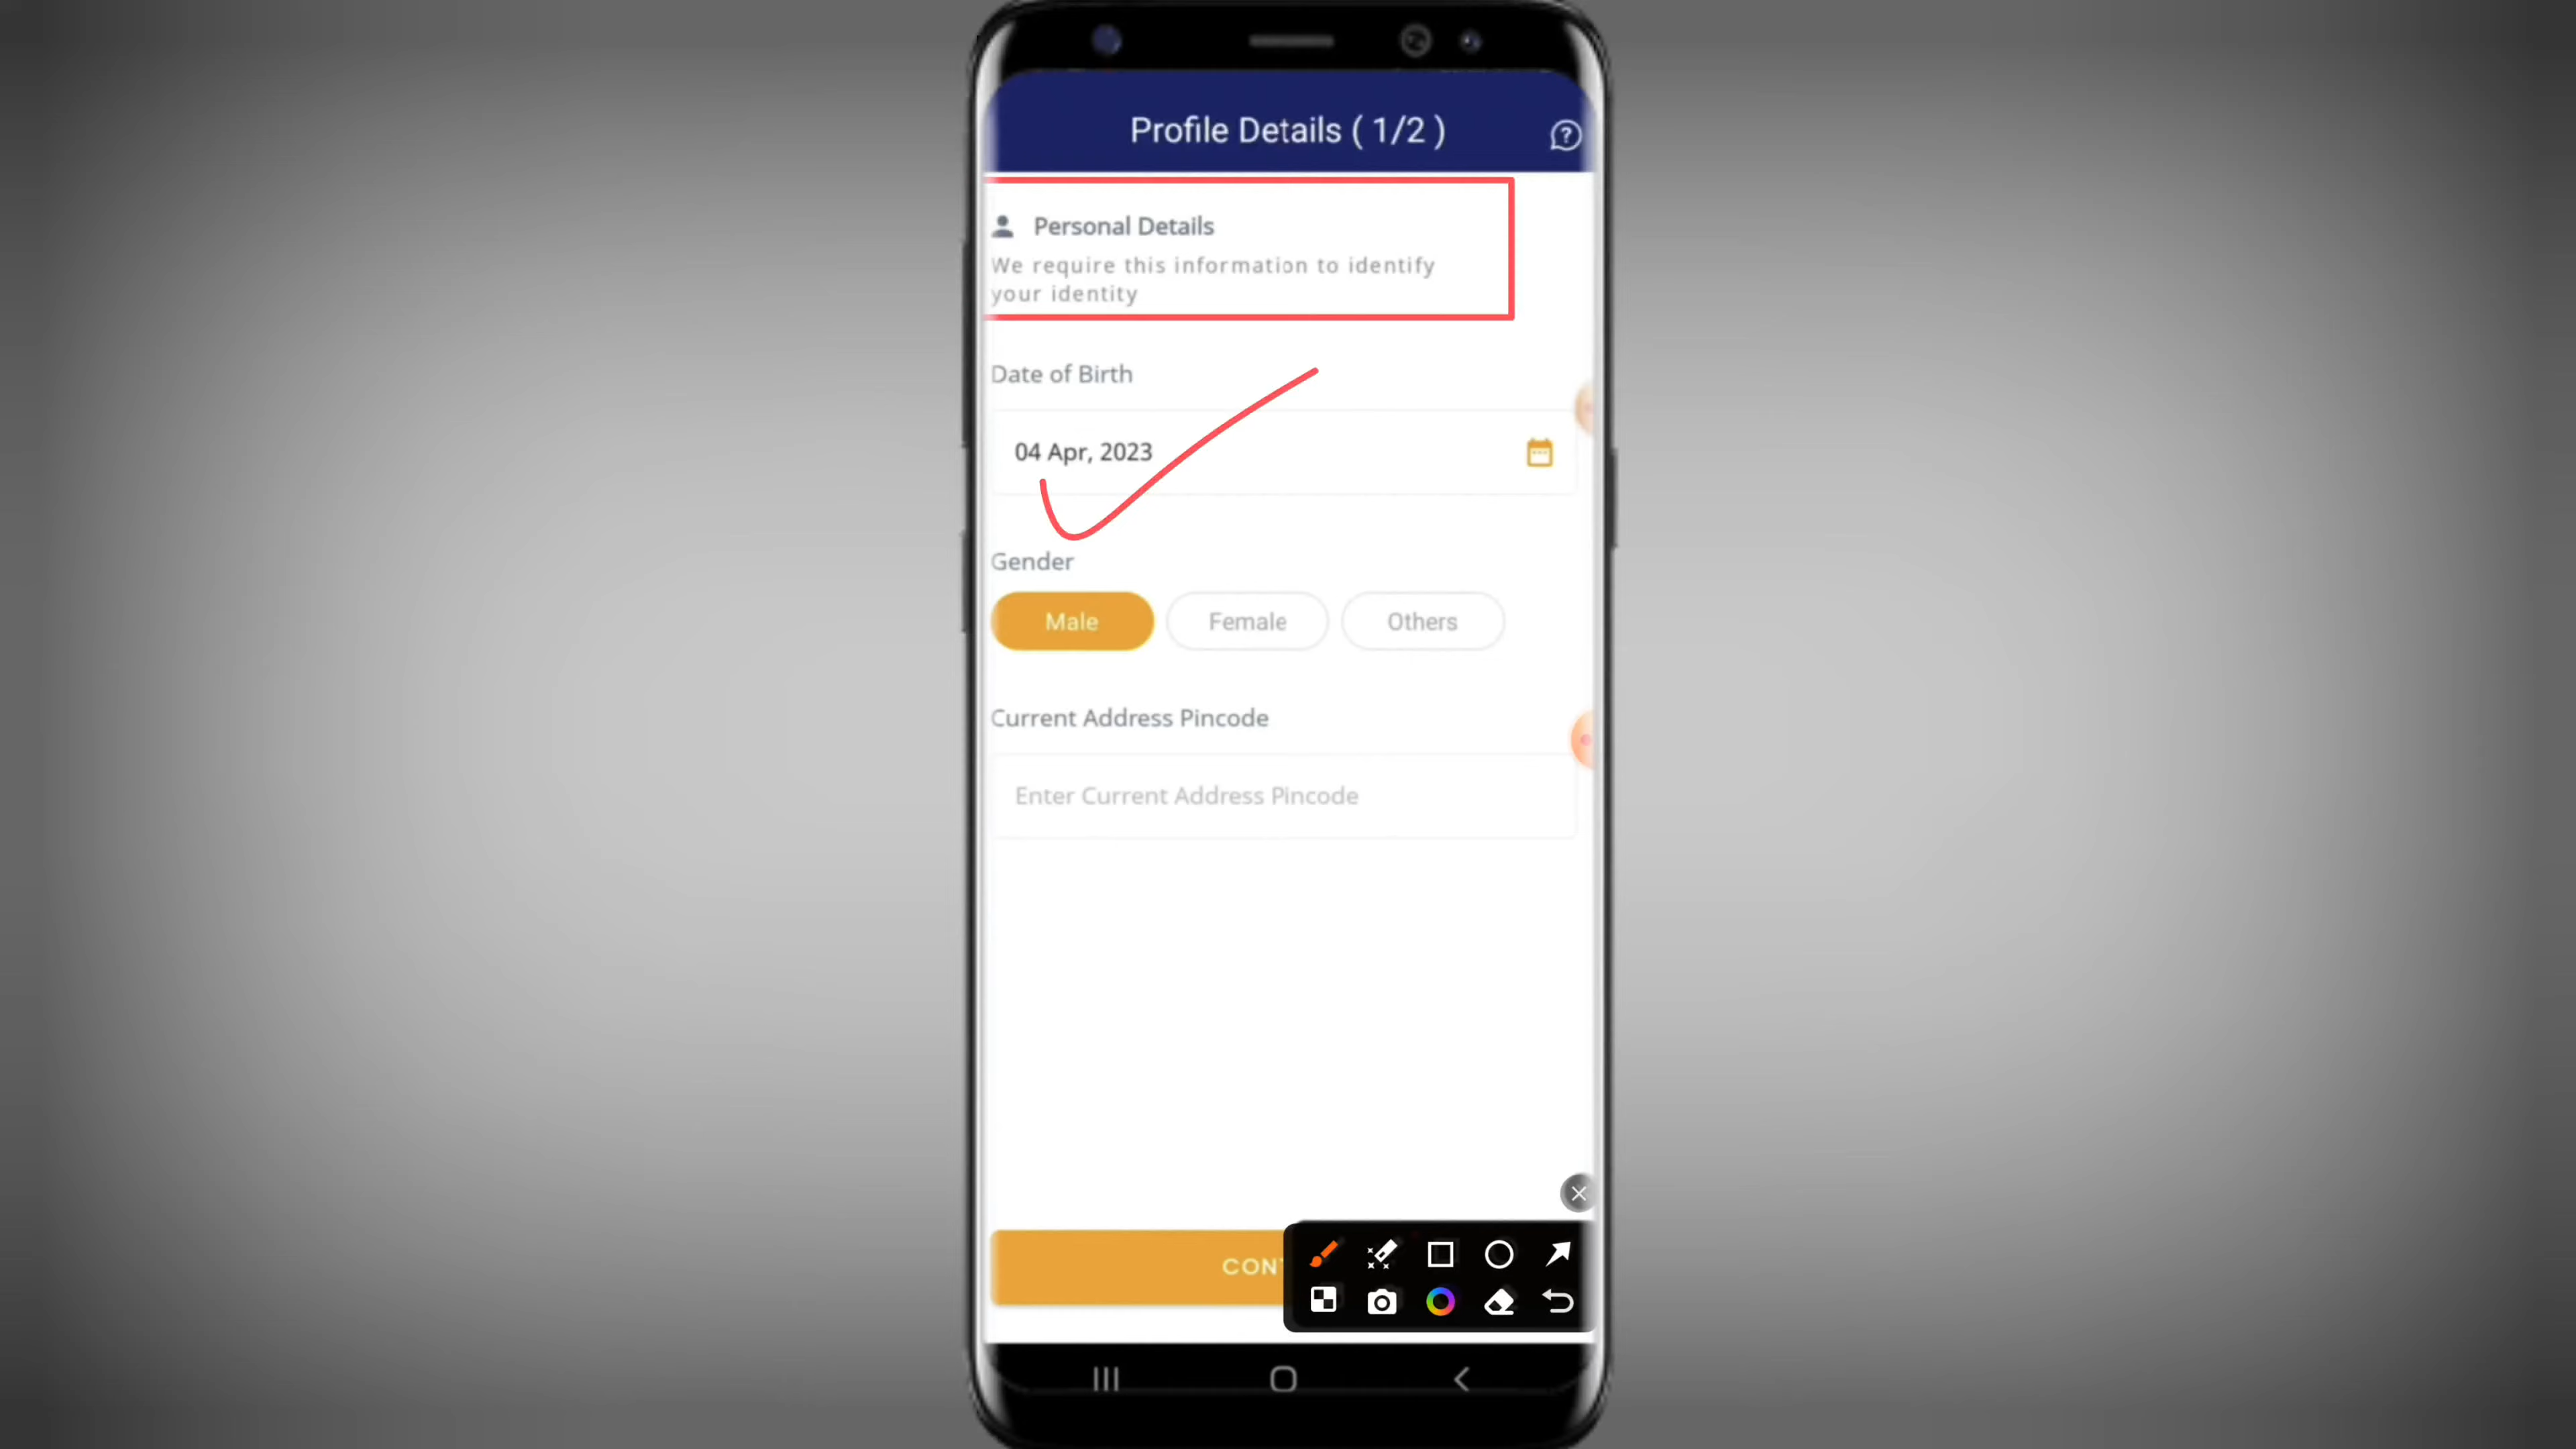 Profile Details ( 1/2 )
Personal Details
We require this information to identify
your identity
Date of Birth
04 Apr, 2023
Gender
Male
Female
Others
Current Address Pincode
Enter Current Address Pincode